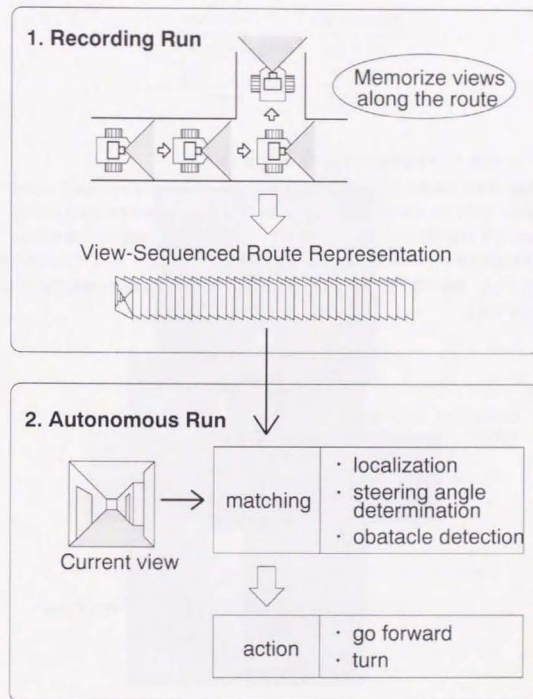 1. Recording Run
Memorize views
along the route
View-Sequenced Route Representation
2. Autonomous Run
Current view
matching
· localization
· steering angle
determination
· obatacle detection
action
· go forward
· turn